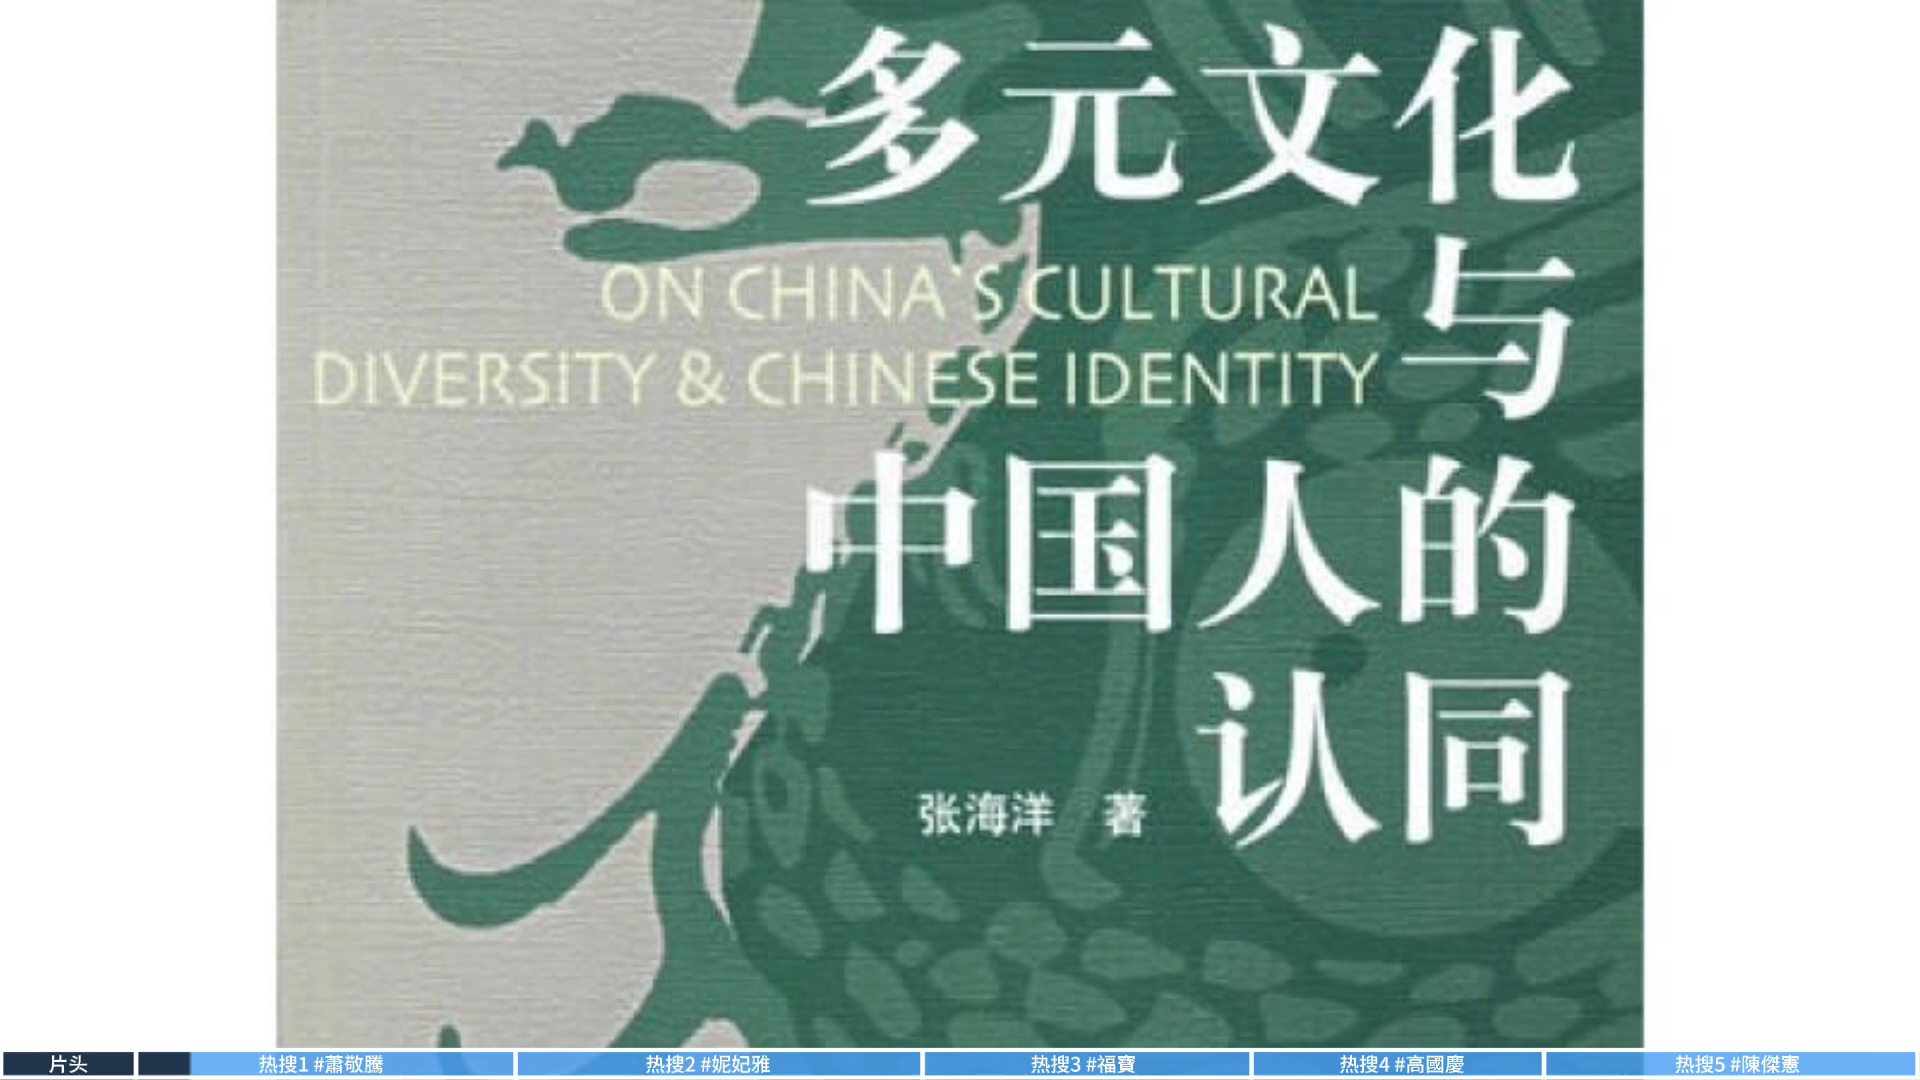 多元文化
与
ON CHINA`S CULTURAL
DIVERSITY & CHINESE IDENTITY
中国人的
认同
张海洋 著
片头
热搜1 #蕭敬騰
热搜2 #妮妃雅
热搜3 #福寶
热搜4 #高國慶
热搜5 #陳傑憲